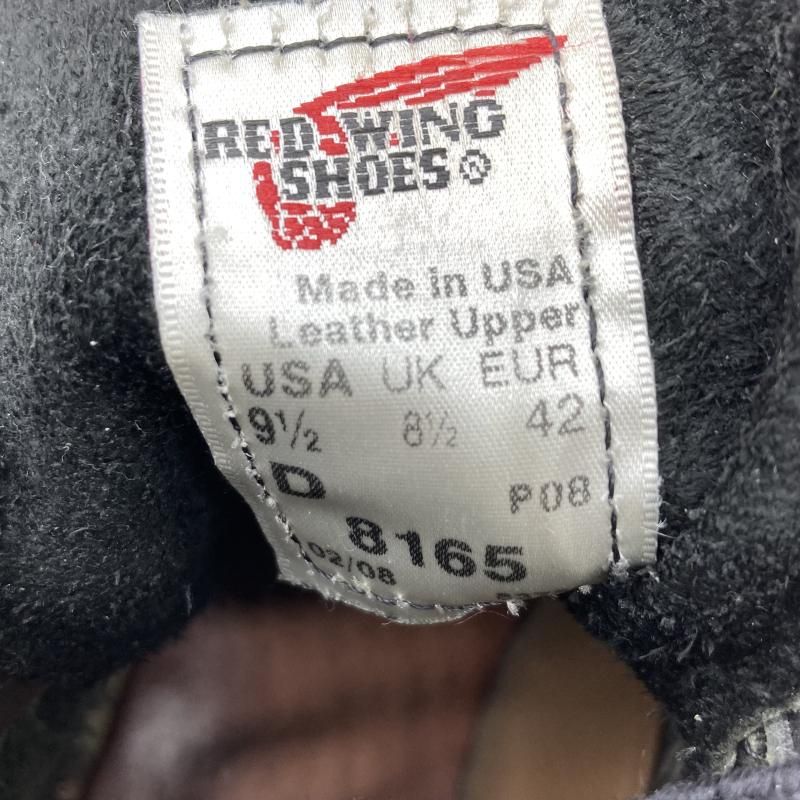 RED WING
SHOES®
Made in USA
Leather Upper
USA UK EUR
9½ 8½ 42
D P08
8165
02/08